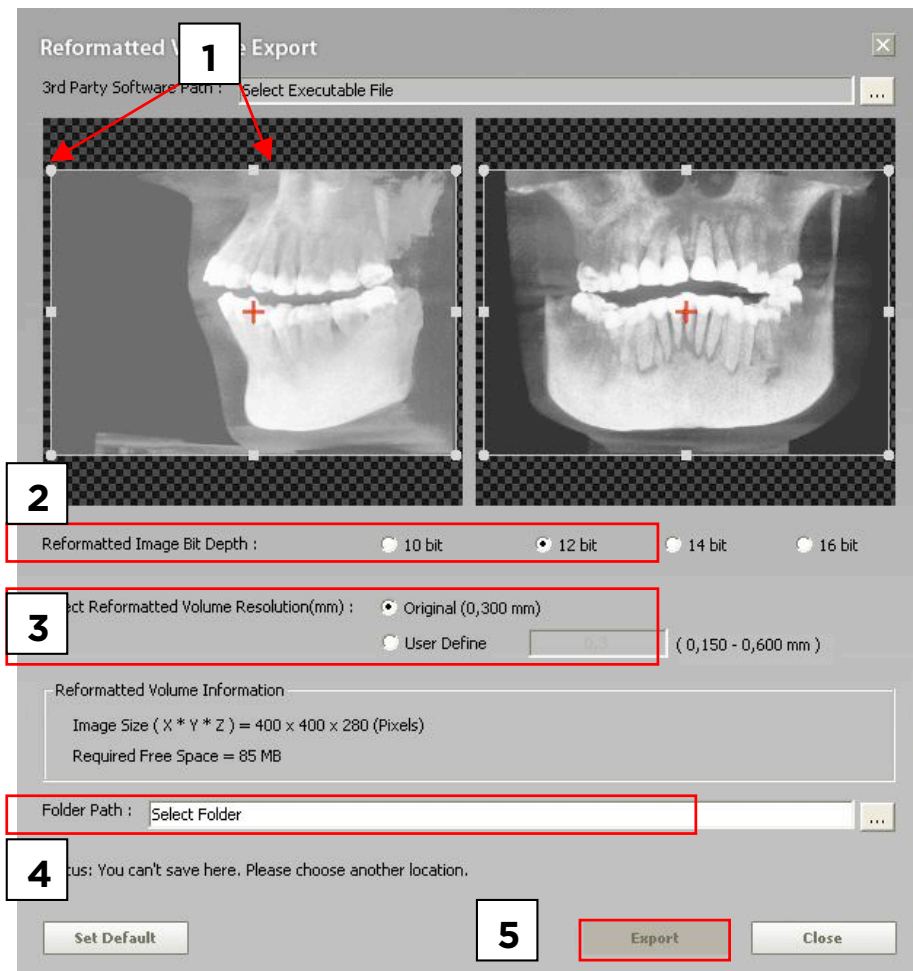 Reformatted V e Export
1
3rd Party Software Path : Select Executable File ...
2
Reformatted Image Bit Depth : 10 bit 12 bit 14 bit 16 bit
3
ect Reformatted Volume Resolution(mm) : Original (0,300 mm)
User Define 0,3 ( 0,150 - 0,600 mm )
Reformatted Volume Information
Image Size ( X * Y * Z ) = 400 x 400 x 280 (Pixels)
Required Free Space = 85 MB
Folder Path : Select Folder ...
4
tus: You can't save here. Please choose another location.
5
Set Default Export Close